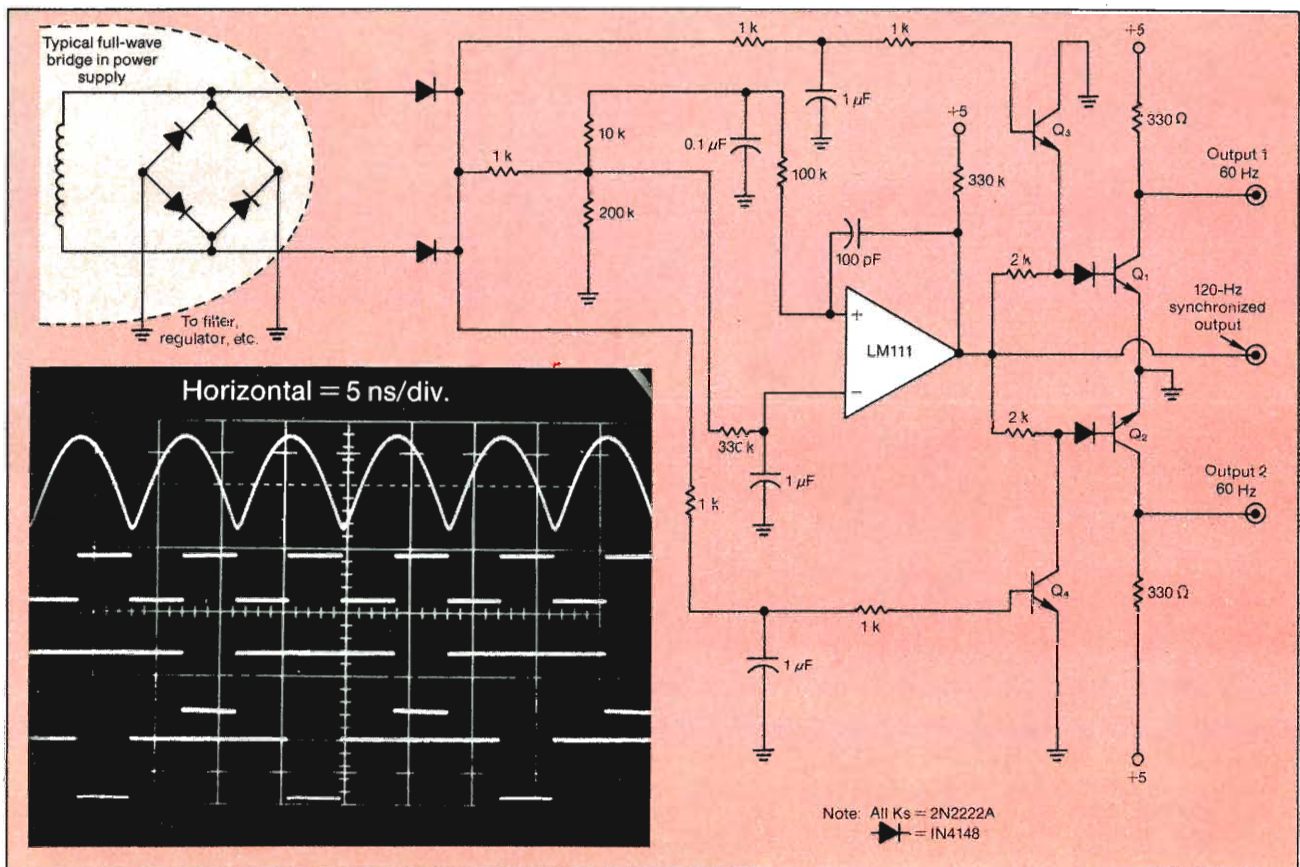 Typical full-wave
bridge in power
supply
To filter,
regulator, etc.
1 k
1 k
1 µF
+5
330 Ω
Output 1
60 Hz
Q3
10 k
0.1 µF
100 k
+5
330 k
1 k
200 k
100 pF
2 k
Q1
120-Hz
synchronized
output
+
LM111
−
2 k
Q2
330 k
1 µF
Output 2
60 Hz
1 k
1 k
1 µF
Q4
330 Ω
+5
Horizontal = 5 ns/div.
Note: All Ks = 2N2222A
= IN4148